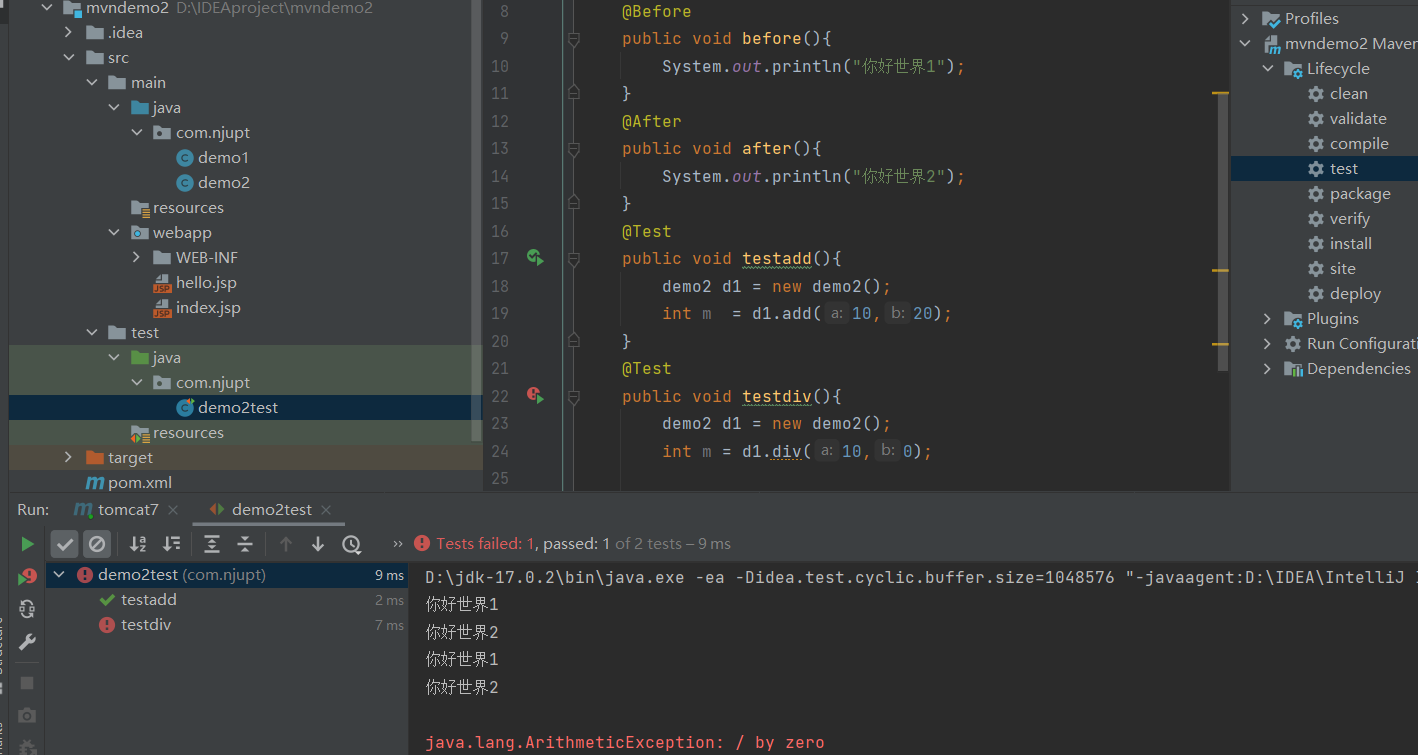 mvndemo2 D:\IDEAproject\mvndemo2
.idea
src
main
java
com.njupt
demo1
demo2
resources
webapp
WEB-INF
hello.jsp
index.jsp
test
java
com.njupt
demo2test
resources
target
pom.xml
8 @Before
9 public void before(){
10 System.out.println("你好世界1");
11 }
12 @After
13 public void after(){
14 System.out.println("你好世界2");
15 }
16 @Test
17 public void testadd(){
18 demo2 d1 = new demo2();
19 int m = d1.add( a: 10, b: 20);
20 }
21 @Test
22 public void testdiv(){
23 demo2 d1 = new demo2();
24 int m = d1.div( a: 10, b: 0);
25
Profiles
mvndemo2 Maven
Lifecycle
clean
validate
compile
test
package
verify
install
site
deploy
Plugins
Run Configurati
Dependencies
Run: tomcat7 demo2test
Tests failed: 1, passed: 1 of 2 tests – 9 ms
demo2test (com.njupt) 9 ms
testadd 2 ms
testdiv 7 ms
D:\jdk-17.0.2\bin\java.exe -ea -Didea.test.cyclic.buffer.size=1048576 "-javaagent:D:\IDEA\IntelliJ
你好世界1
你好世界2
你好世界1
你好世界2
java.lang.ArithmeticException: / by zero